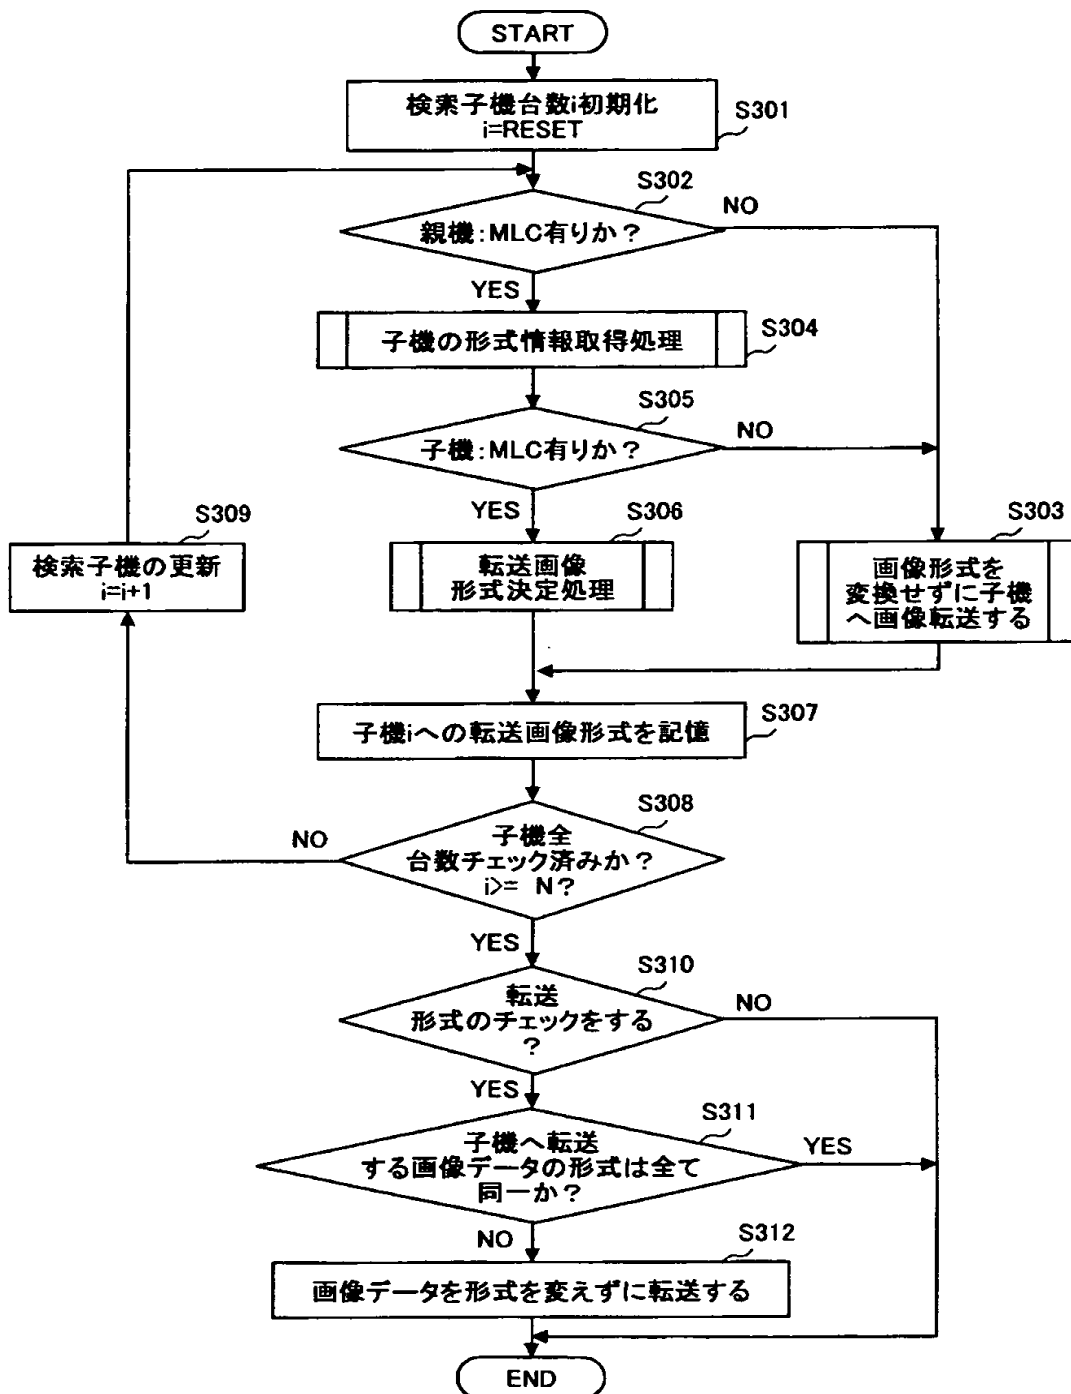 START
検索子機台数i初期化
i=RESET
S301
S302
親機:MLC有りか?
NO
YES
子機の形式情報取得処理
S304
S305
子機:MLC有りか?
NO
YES
S306
転送画像
形式決定処理
S303
画像形式を
変換せずに子機
へ画像転送する
S309
検索子機の更新
i=i+1
子機iへの転送画像形式を記憶
S307
S308
子機全
台数チェック済みか?
i>= N?
NO
YES
S310
転送
形式のチェックをする
?
NO
YES
S311
子機へ転送
する画像データの形式は全て
同一か?
YES
NO
S312
画像データを形式を変えずに転送する
END